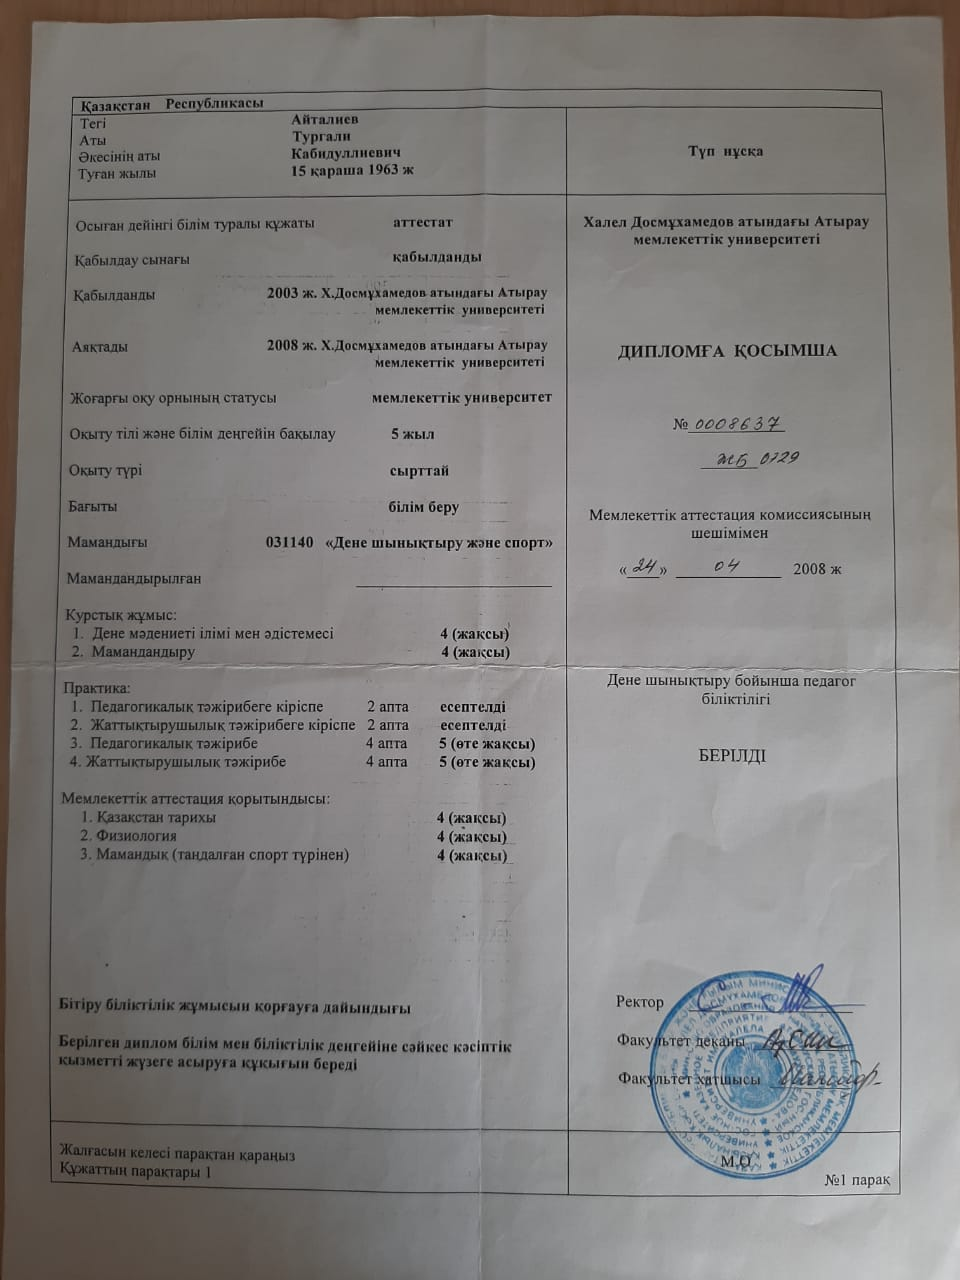 Қазақстан Республикасы
Тегі Айталиев
Аты Тургали
Әкесінің аты Кабидуллиевич
Туған жылы 15 қараша 1963 ж
Түп нұсқа
Осыған дейінгі білім туралы құжаты аттестат
Қабылдау сынағы қабылданды
Қабылданды 2003 ж. Х.Досмұхамедов атындағы Атырау
мемлекеттік университеті
Аяқтады 2008 ж. Х.Досмұхамедов атындағы Атырау
мемлекеттік университеті
Жоғарғы оқу орнының статусы мемлекеттік университет
Оқыту тілі және білім деңгейін бақылау 5 жыл
Оқыту түрі сырттай
Бағыты білім беру
Мамандығы 031140 «Дене шынықтыру және спорт»
Мамандандырылған
Курстық жұмыс:
1. Дене мәдениеті ілімі мен әдістемесі 4 (жақсы)
2. Мамандандыру 4 (жақсы)
Практика:
1. Педагогикалық тәжірибеге кіріспе 2 апта есептелді
2. Жаттықтырушылық тәжірибеге кіріспе 2 апта есептелді
3. Педагогикалық тәжірибе 4 апта 5 (өте жақсы)
4. Жаттықтырушылық тәжірибе 4 апта 5 (өте жақсы)
Мемлекеттік аттестация қорытындысы:
1. Қазақстан тарихы 4 (жақсы)
2. Физиология 4 (жақсы)
3. Мамандық (таңдалған спорт түрінен) 4 (жақсы)
Бітіру біліктілік жұмысын қорғауға дайындығы
Берілген диплом білім мен біліктілік деңгейіне сәйкес кәсіптік
қызметті жүзеге асыруға құқығын береді
Жалғасын келесі парақтан қараңыз
Құжаттың парақтары 1
Халел Досмұхамедов атындағы Атырау
мемлекеттік университеті
ДИПЛОМҒА ҚОСЫМША
№ 0008637
ЖБ 0729
Мемлекеттік аттестация комиссиясының
шешімімен
« 24 » 04 2008 ж
Дене шынықтыру бойынша педагог
біліктілігі
БЕРІЛДІ
Ректор
Факультет деканы
Факультет хатшысы
М.О
№1 парақ